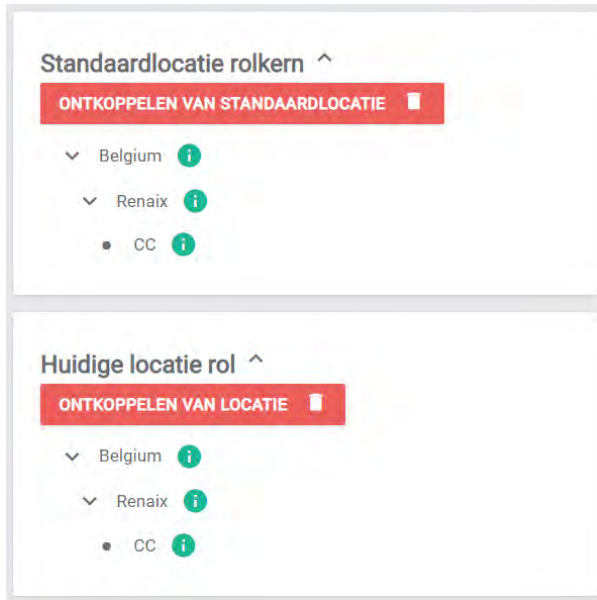 Standaardlocatie rolkern
ONTKOPPELEN VAN STANDAARDLOCATIE
Belgium
Renaix
CC
Huidige locatie rol
ONTKOPPELEN VAN LOCATIE
Belgium
Renaix
CC